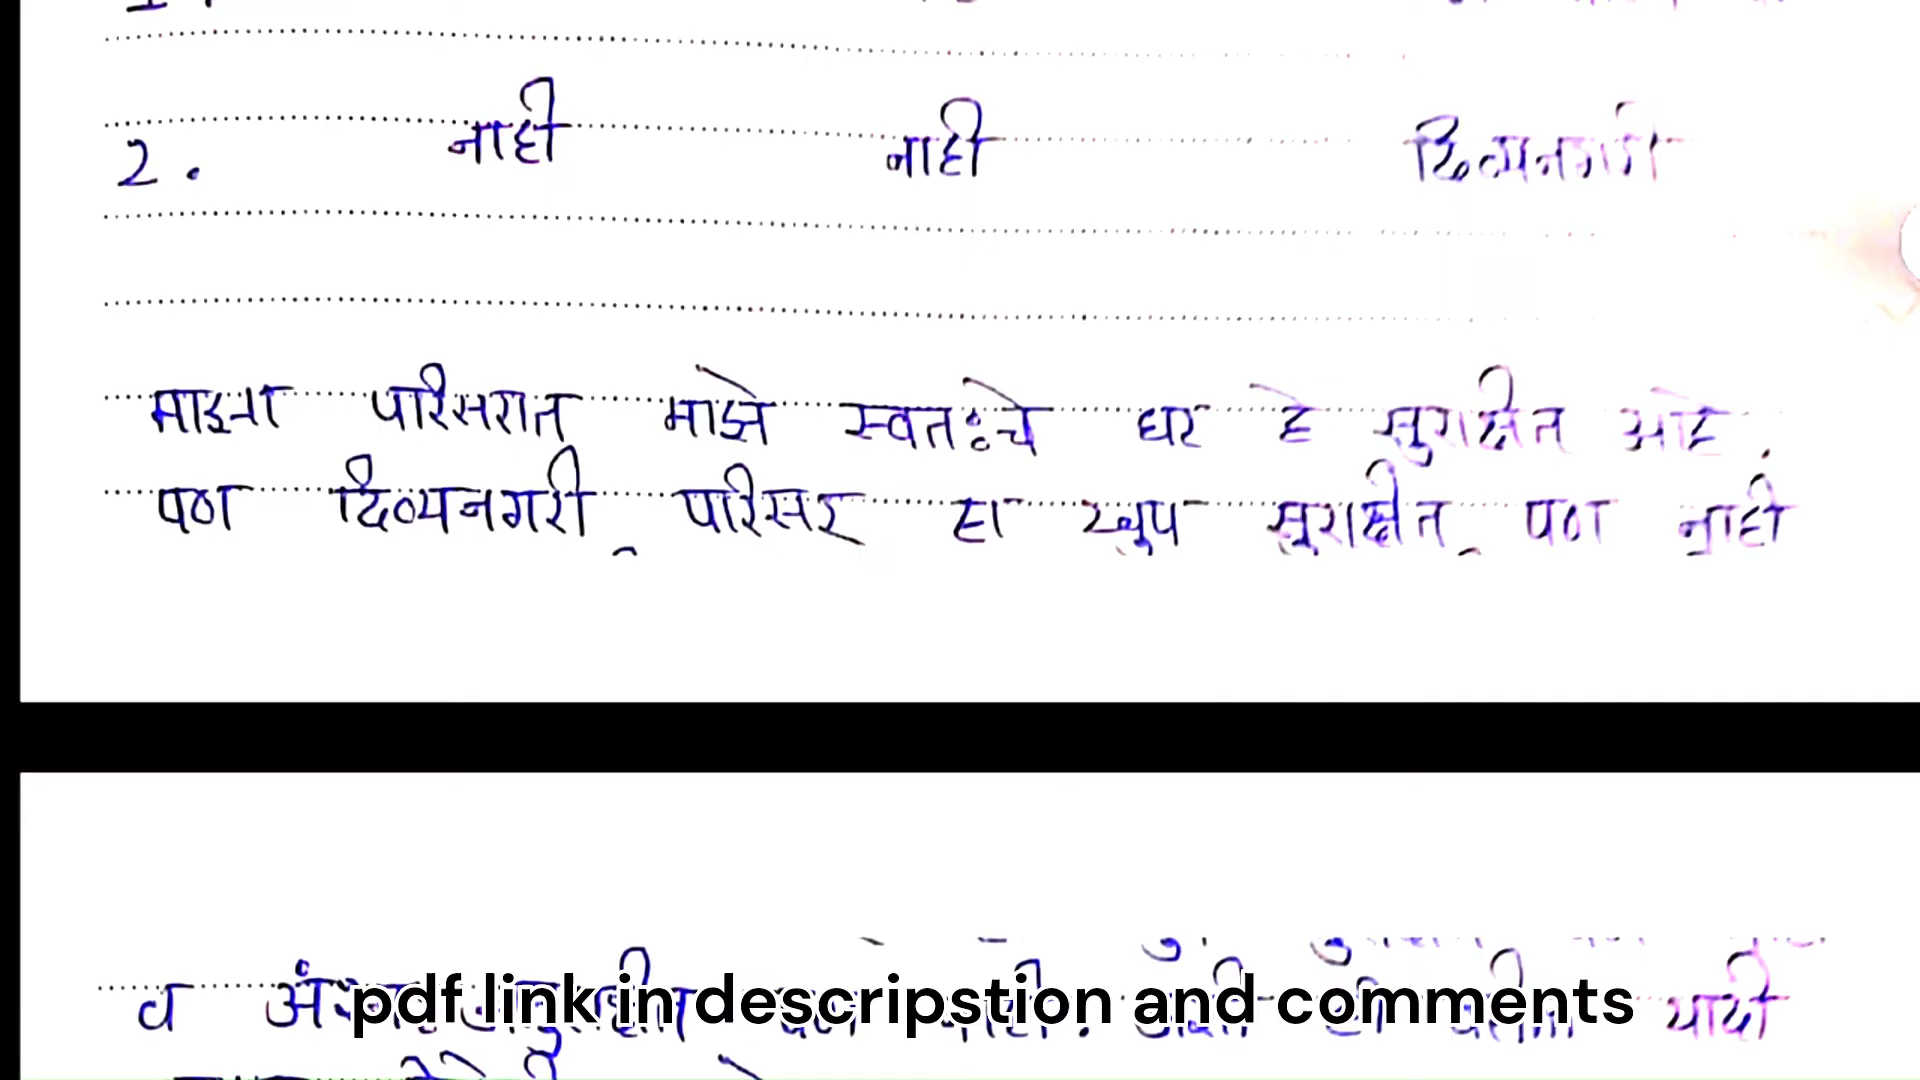 2. नाही नाही दिव्यनगरी
माझ्या परिसरात माझे स्वतःचे घर हे सुरक्षीत आहे.
पण दिव्यनगरी परिसर हा खुप सुरक्षीत पण नाही
व
pdf link in descripstion and comments